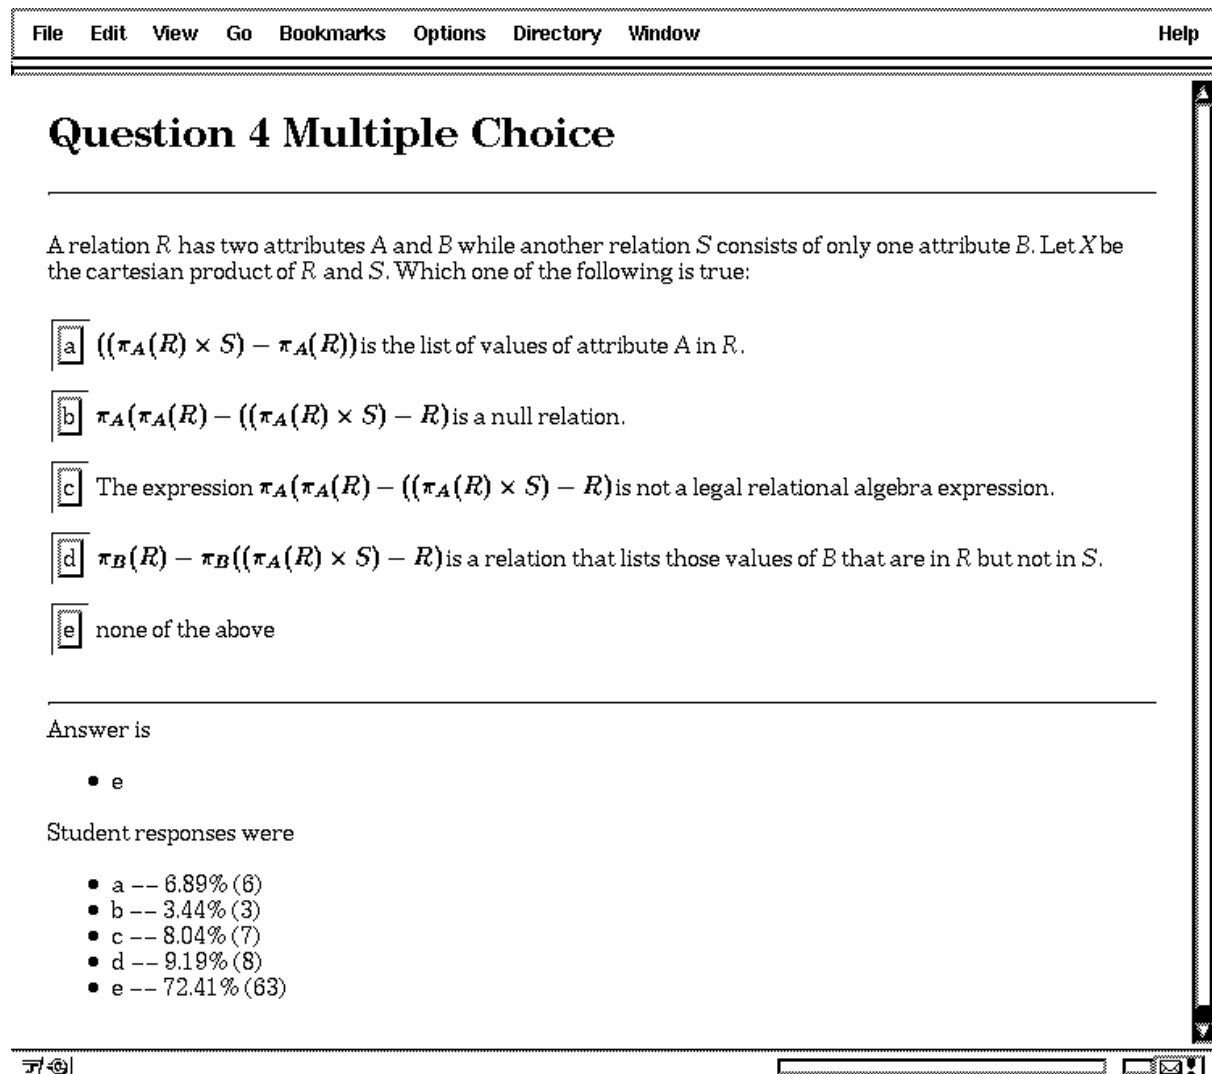 File Edit View Go Bookmarks Options Directory Window Help
Question 4 Multiple Choice
A relation R has two attributes A and B while another relation S consists of only one attribute B. Let X be
the cartesian product of R and S. Which one of the following is true:
a ((π_A(R) × S) − π_A(R)) is the list of values of attribute A in R.
b π_A(π_A(R) − ((π_A(R) × S) − R) is a null relation.
c The expression π_A(π_A(R) − ((π_A(R) × S) − R) is not a legal relational algebra expression.
d π_B(R) − π_B((π_A(R) × S) − R) is a relation that lists those values of B that are in R but not in S.
e none of the above
Answer is
• e
Student responses were
• a −− 6.89% (6)
• b −− 3.44% (3)
• c −− 8.04% (7)
• d −− 9.19% (8)
• e −− 72.41% (63)